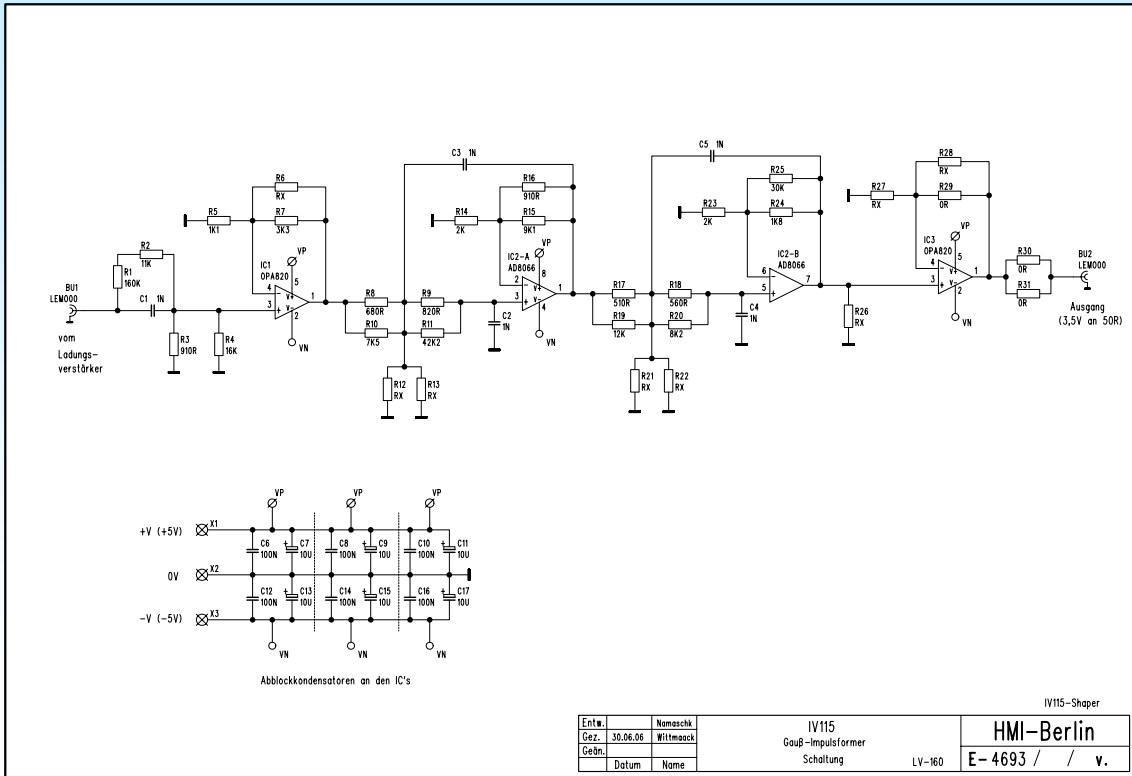 C5 1N
C3 1N
R6
RX
R16
910R
R25
30K
R28
RX
R5
1K1
R7
3K3
R14
2K
R15
9K1
R23
2K
R24
1K8
R27
RX
R29
0R
R2
11K
R1
160K
C1 1N
BU1
LEMO00
vom
Ladungs-
verstärker
R3
910R
R4
16K
IC1
OPA820
VP
5
4
V+
1
3
V-
2
VN
R8
680R
R9
820R
R10
7K5
R11
42K2
R12
RX
R13
RX
C2
1N
IC2-A
AD8066
VP
8
2
V+
1
3
V-
4
VN
R17
510R
R18
560R
R19
12K
R20
8K2
R21
RX
R22
RX
C4
1N
IC2-B
AD8066
6
7
5
R26
RX
IC3
OPA820
VP
5
4
V+
1
3
V-
2
VN
R30
0R
R31
0R
BU2
LEMO00
Ausgang
(3,5V an 50R)
VP
VP
VP
+V (+5V) X1
C6
100N
+ C7
10U
C8
100N
+ C9
10U
C10
100N
+ C11
10U
0V X2
C12
100N
+ C13
10U
C14
100N
+ C15
10U
C16
100N
+ C17
10U
-V (-5V) X3
VN
VN
VN
Abblockkondensatoren an den IC's
IV115-Shaper
Entw. Namaschk
Gez. 30.06.06 Wittmaack
Geän.
Datum Name
IV115
Gauß-Impulsformer
Schaltung
LV-160
HMI-Berlin
E-4693 / / v.